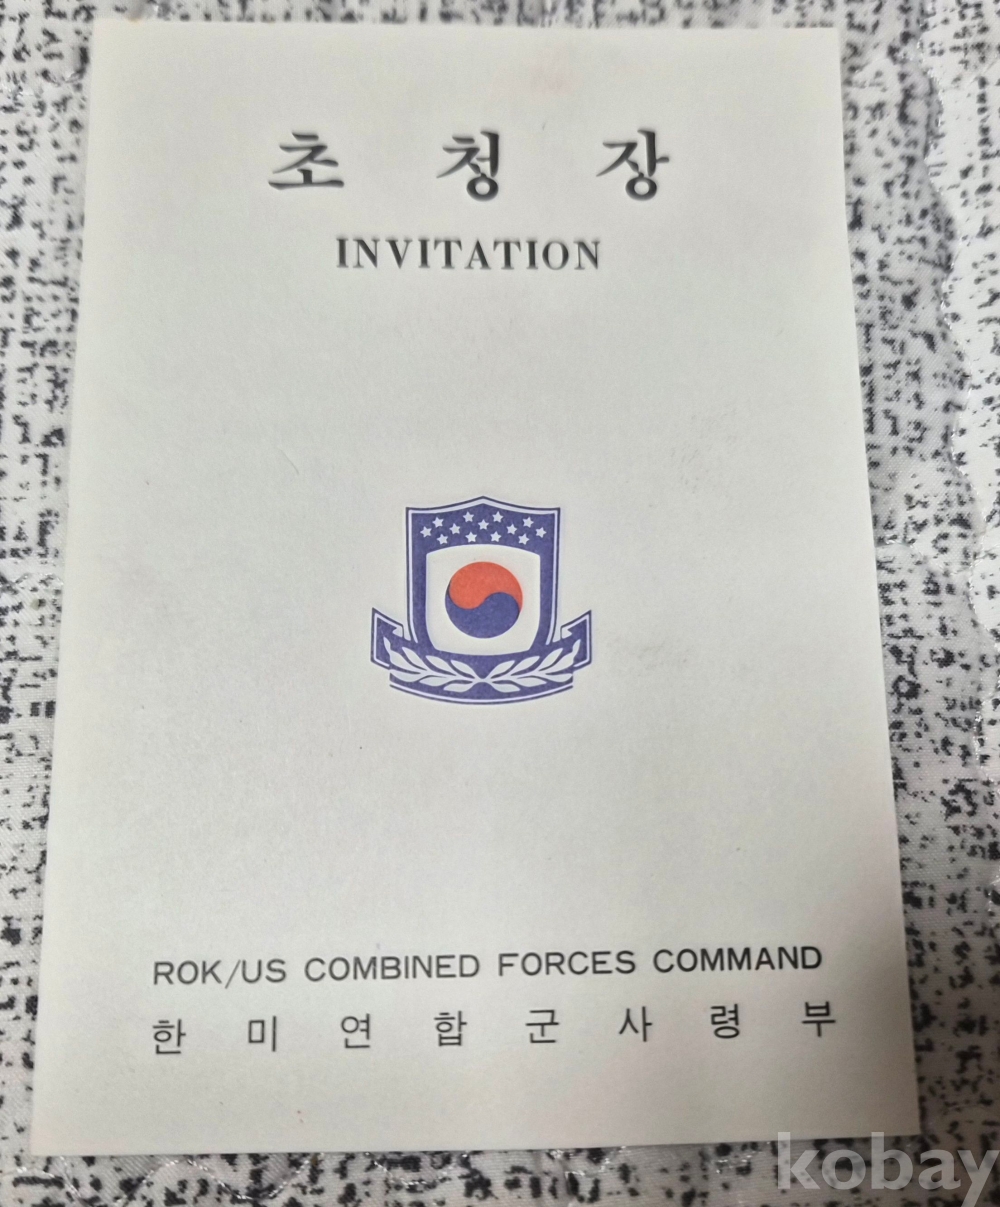 초 청 장
INVITATION
ROK/US COMBINED FORCES COMMAND
한 미 연 합 군 사 령 부
kobay